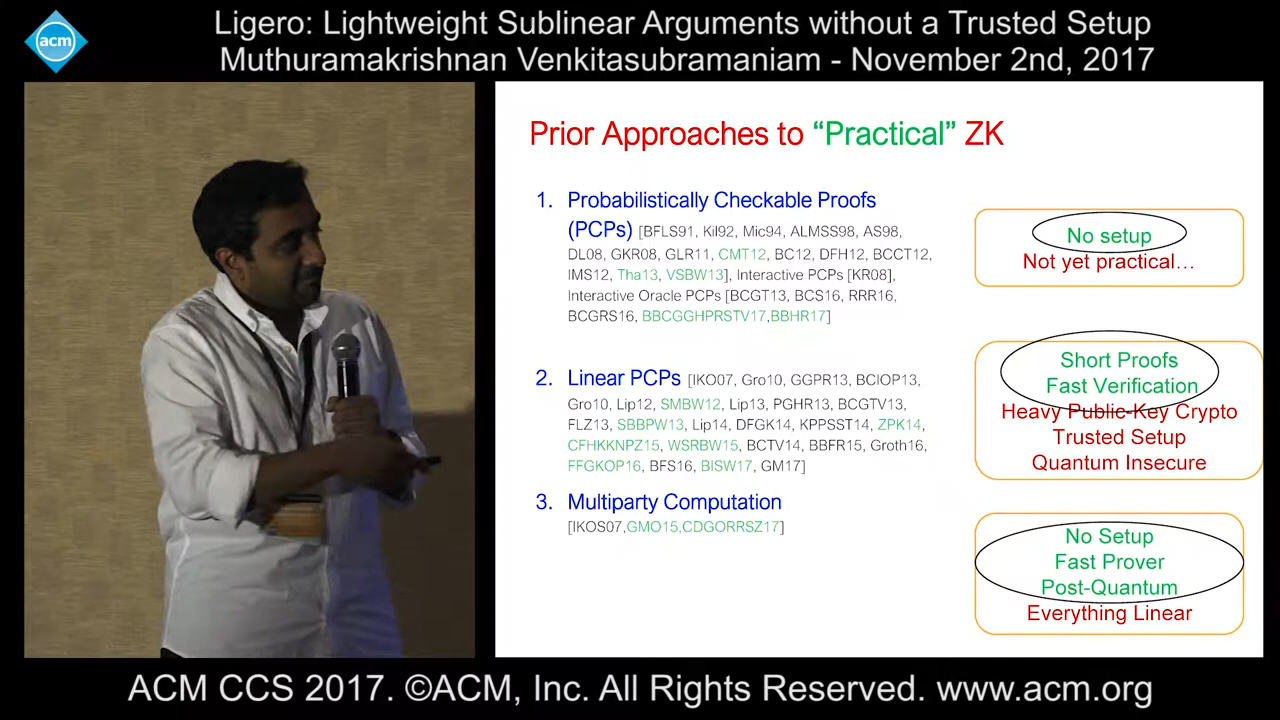 acm
Ligero: Lightweight Sublinear Arguments without a Trusted Setup
Muthuramakrishnan Venkitasubramaniam - November 2nd, 2017
Prior Approaches to “Practical” ZK
1. Probabilistically Checkable Proofs
(PCPs) [BFLS91, Kil92, Mic94, ALMSS98, AS98,
DL08, GKR08, GLR11, CMT12, BC12, DFH12, BCCT12,
IMS12, Tha13, VSBW13], Interactive PCPs [KR08],
Interactive Oracle PCPs [BCGT13, BCS16, RRR16,
BCGRS16, BBCGGHPRSTV17,BBHR17]
No setup
Not yet practical…
2. Linear PCPs [IKO07, Gro10, GGPR13, BCIOP13,
Gro10, Lip12, SMBW12, Lip13, PGHR13, BCGTV13,
FLZ13, SBBPW13, Lip14, DFGK14, KPPSST14, ZPK14,
CFHKKNPZ15, WSRBW15, BCTV14, BBFR15, Groth16,
FFGKOP16, BFS16, BISW17, GM17]
Short Proofs
Fast Verification
Heavy Public-Key Crypto
Trusted Setup
Quantum Insecure
3. Multiparty Computation
[IKOS07,GMO15,CDGORRSZ17]
No Setup
Fast Prover
Post-Quantum
Everything Linear
ACM CCS 2017. ©ACM, Inc. All Rights Reserved. www.acm.org